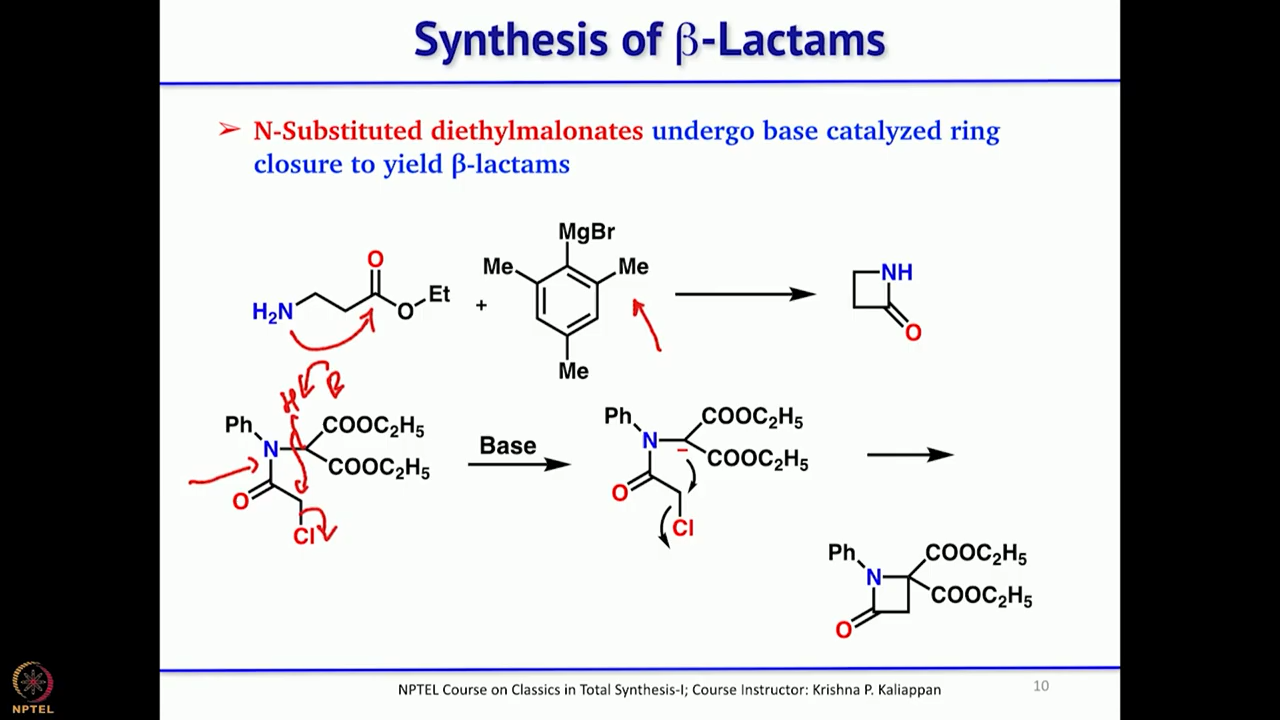 Synthesis of β-Lactams
➢ N-Substituted diethylmalonates undergo base catalyzed ring
closure to yield β-lactams
MgBr
O
Me
Me
NH
H₂N
O
Et
+
O
Me
H
B
Ph
COOC₂H₅
N
COOC₂H₅
O
Cl
Base
Ph
COOC₂H₅
N
–
COOC₂H₅
O
Cl
Ph
COOC₂H₅
N
COOC₂H₅
O
NPTEL
NPTEL Course on Classics in Total Synthesis-I; Course Instructor: Krishna P. Kaliappan
10